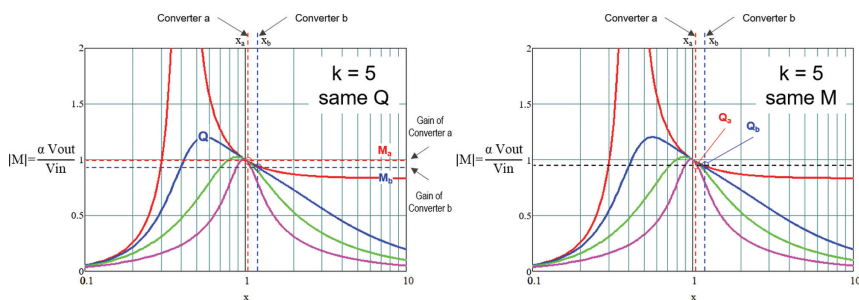 Converter a
Converter b
xa
xb
2
1.5
1
0.5
0
0.1
1
10
x
|M|=
α Vout
Vin
k = 5
same Q
Q
Ma
Mb
Gain of
Converter a
Gain of
Converter b
Converter a
Converter b
xa
xb
2
1.5
1
0.5
0
0.1
1
10
x
|M|=
α Vout
Vin
k = 5
same M
Qa
Qb